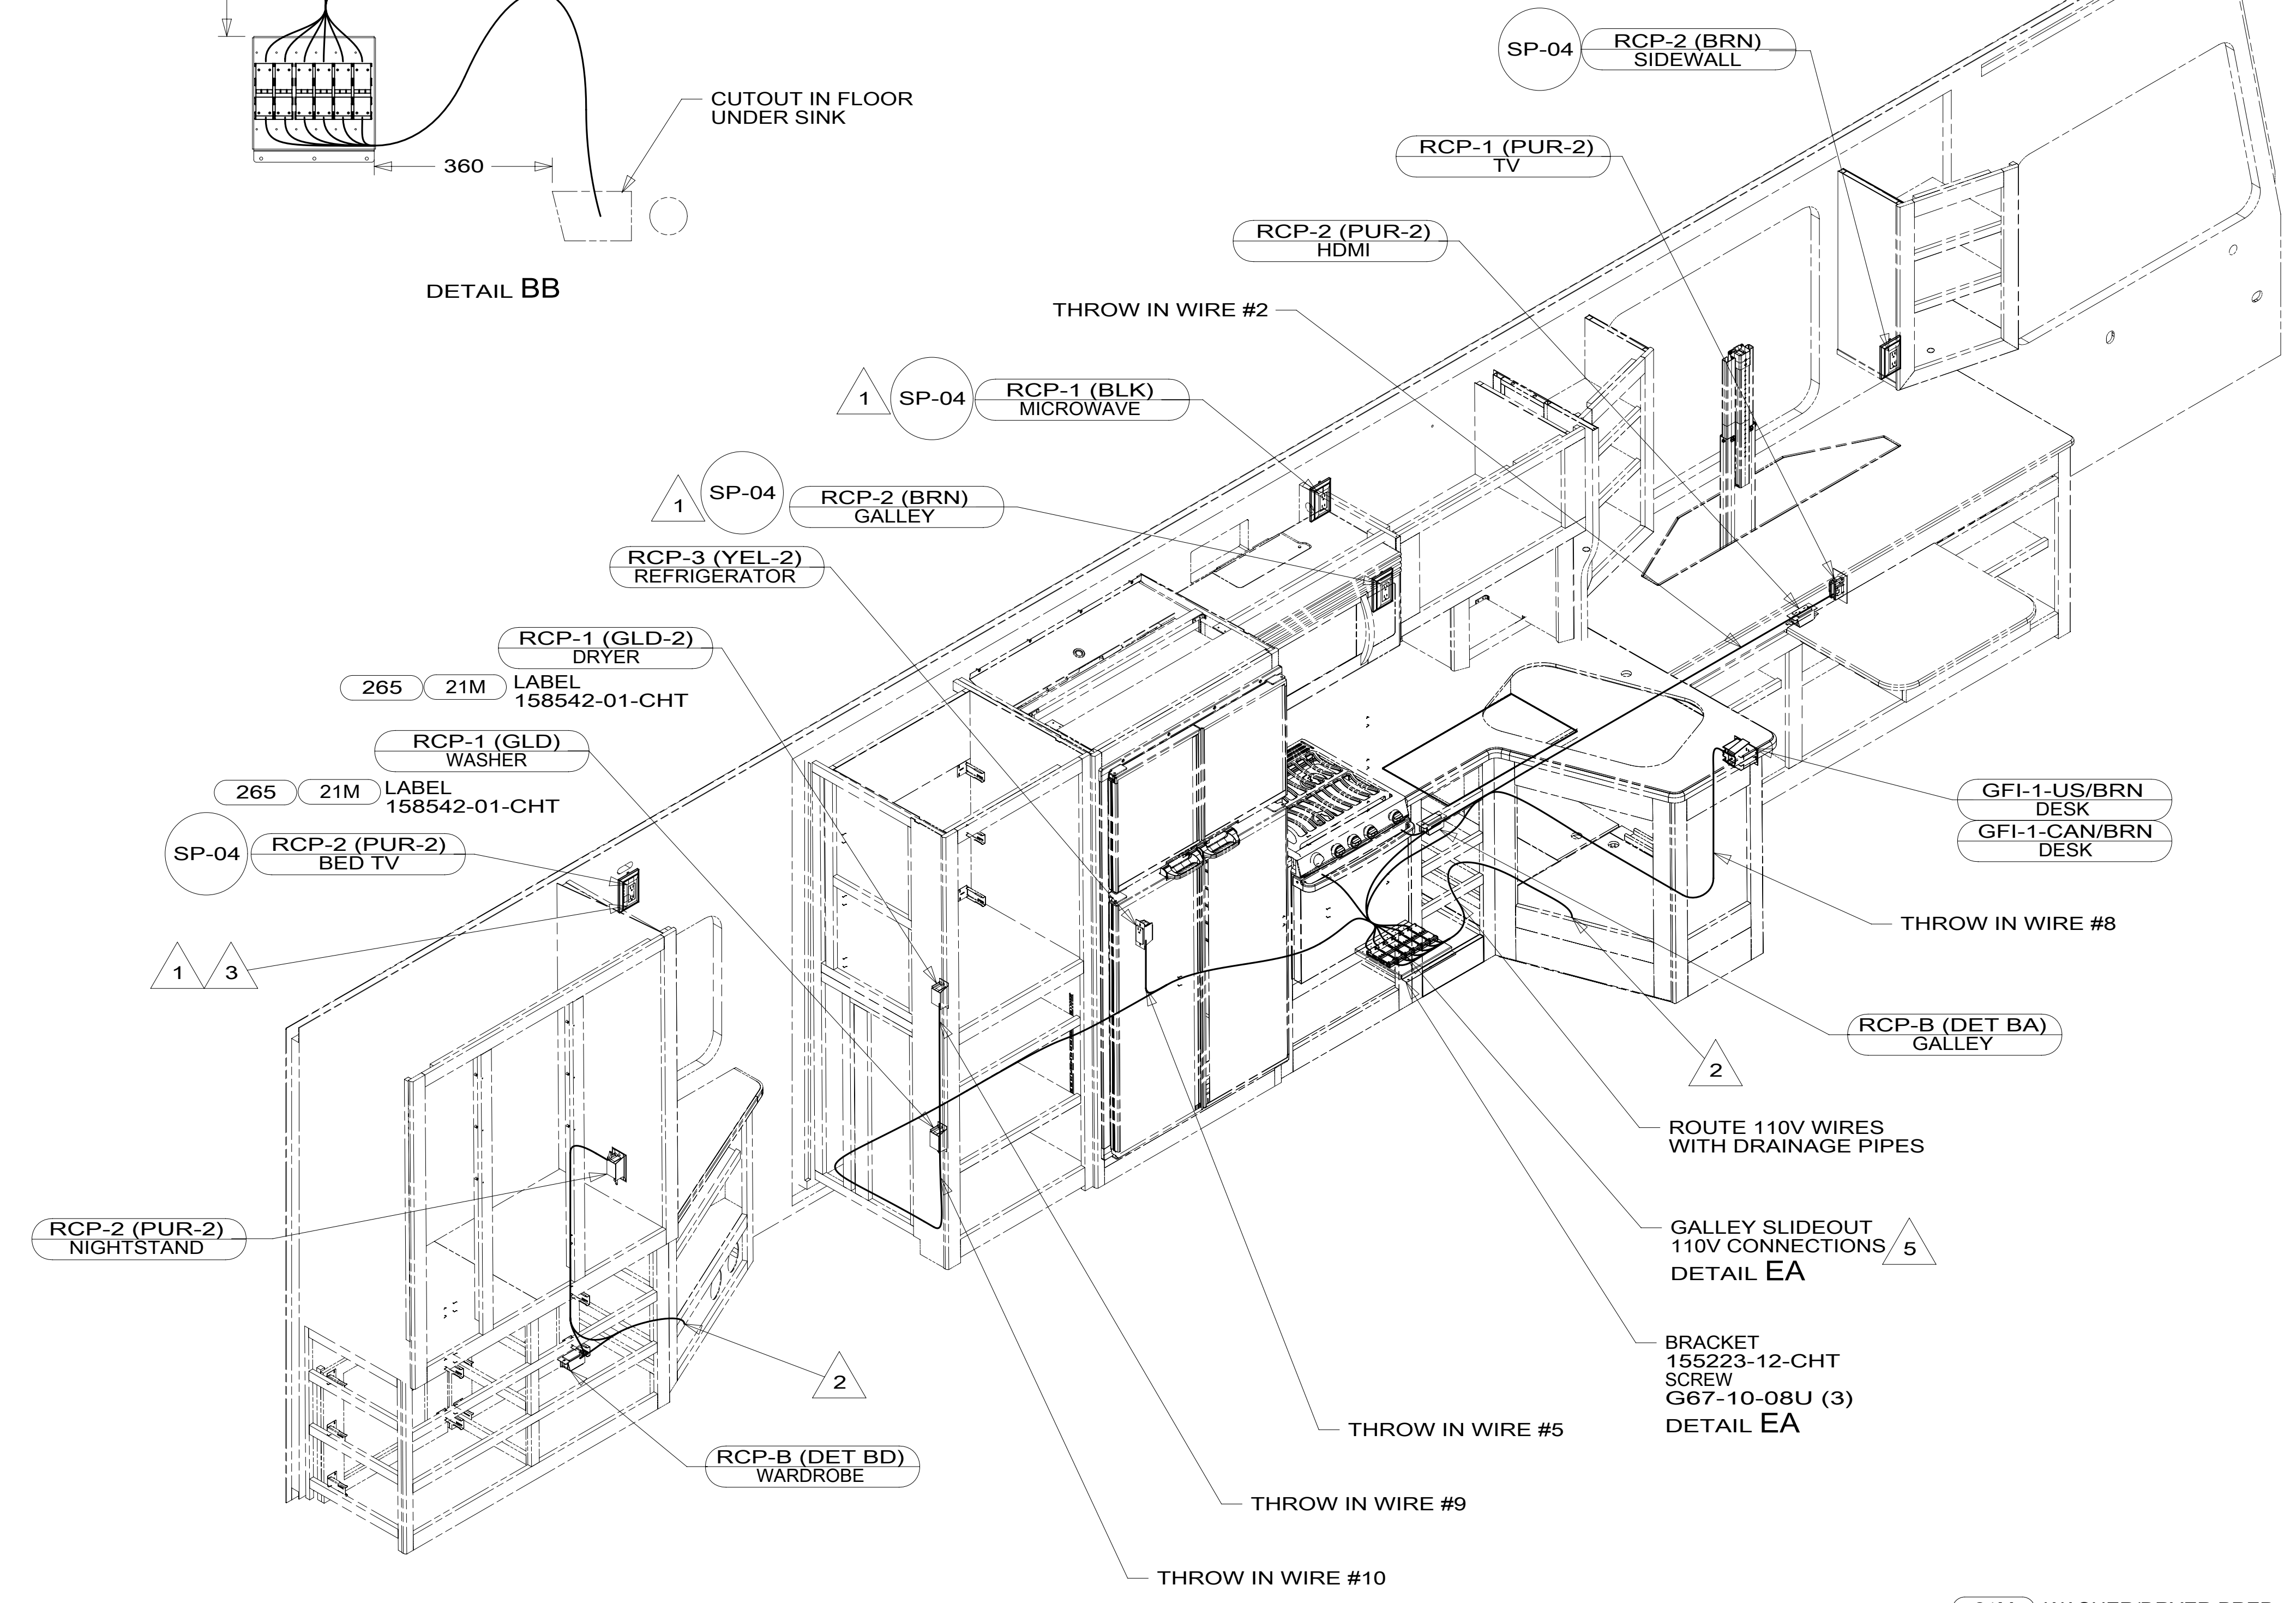 360
CUTOUT IN FLOOR
UNDER SINK
DETAIL BB
SP-04
RCP-2 (BRN)
SIDEWALL
RCP-1 (PUR-2)
TV
RCP-2 (PUR-2)
HDMI
THROW IN WIRE #2
1
SP-04
RCP-1 (BLK)
MICROWAVE
1
SP-04
RCP-2 (BRN)
GALLEY
RCP-3 (YEL-2)
REFRIGERATOR
RCP-1 (GLD-2)
DRYER
265
21M
LABEL
158542-01-CHT
RCP-1 (GLD)
WASHER
265
21M
LABEL
158542-01-CHT
SP-04
RCP-2 (PUR-2)
BED TV
1
3
GFI-1-US/BRN
DESK
GFI-1-CAN/BRN
DESK
THROW IN WIRE #8
RCP-B (DET BA)
GALLEY
2
ROUTE 110V WIRES
WITH DRAINAGE PIPES
RCP-2 (PUR-2)
NIGHTSTAND
GALLEY SLIDEOUT
110V CONNECTIONS
5
DETAIL EA
BRACKET
155223-12-CHT
SCREW
G67-10-08U (3)
DETAIL EA
2
THROW IN WIRE #5
RCP-B (DET BD)
WARDROBE
THROW IN WIRE #9
THROW IN WIRE #10